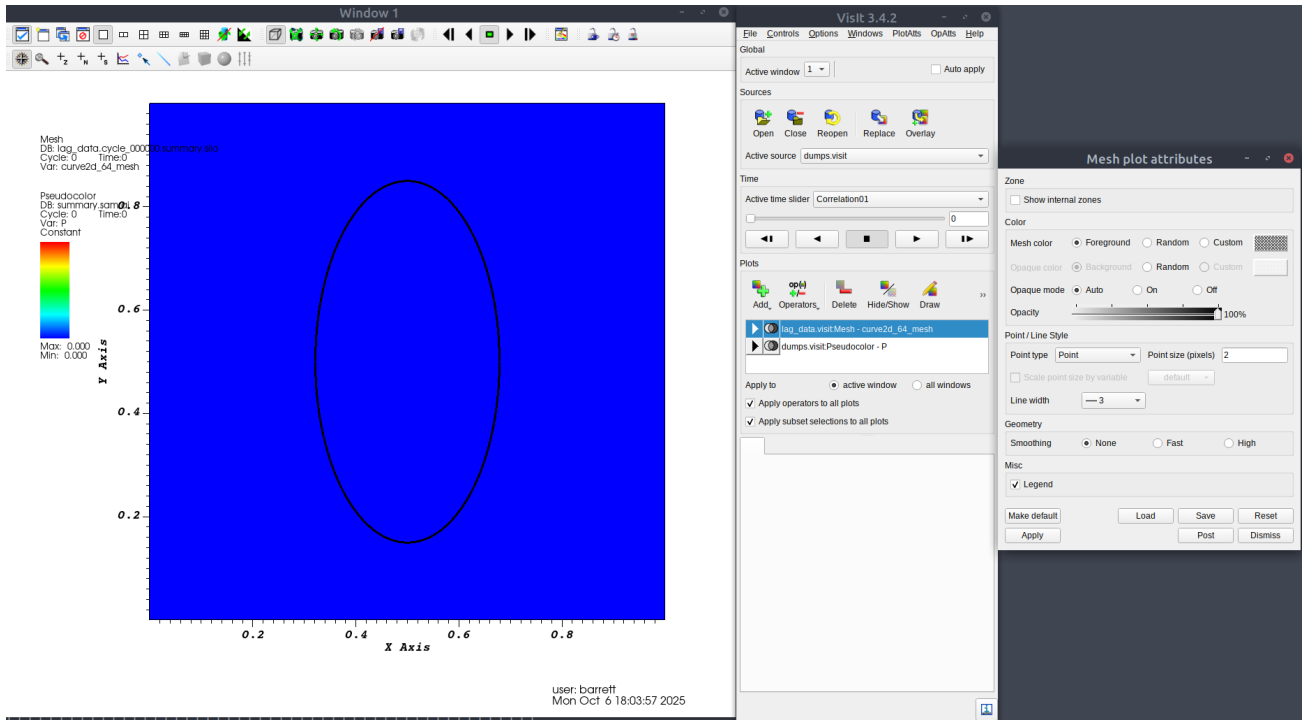 Window 1
Mesh
DB: lag_data.cycle_000000.summary.silo
Cycle: 0 Time:0
Var: curve2d_64_mesh
Pseudocolor
DB: summary.samrai
Cycle: 0 Time:0
Var: P
Constant
Max: 0.000
Min: 0.000
Y Axis
0.8
0.6
0.4
0.2
0.2 0.4 0.6 0.8
X Axis
user: barrett
Mon Oct 6 18:03:57 2025
VisIt 3.4.2
File Controls Options Windows PlotAtts OpAtts Help
Global
Active window 1 Auto apply
Sources
Open Close Reopen Replace Overlay
Active source dumps.visit
Time
Active time slider Correlation01
0
Plots
Add Operators Delete Hide/Show Draw
op(u)
lag_data.visit:Mesh - curve2d_64_mesh
dumps.visit:Pseudocolor - P
Apply to active window all windows
Apply operators to all plots
Apply subset selections to all plots
Mesh plot attributes
Zone
Show internal zones
Color
Mesh color Foreground Random Custom
Opaque color Background Random Custom
Opaque mode Auto On Off
Opacity 100%
Point / Line Style
Point type Point Point size (pixels) 2
Scale point size by variable default
Line width 3
Geometry
Smoothing None Fast High
Misc
Legend
Make default Load Save Reset
Apply Post Dismiss